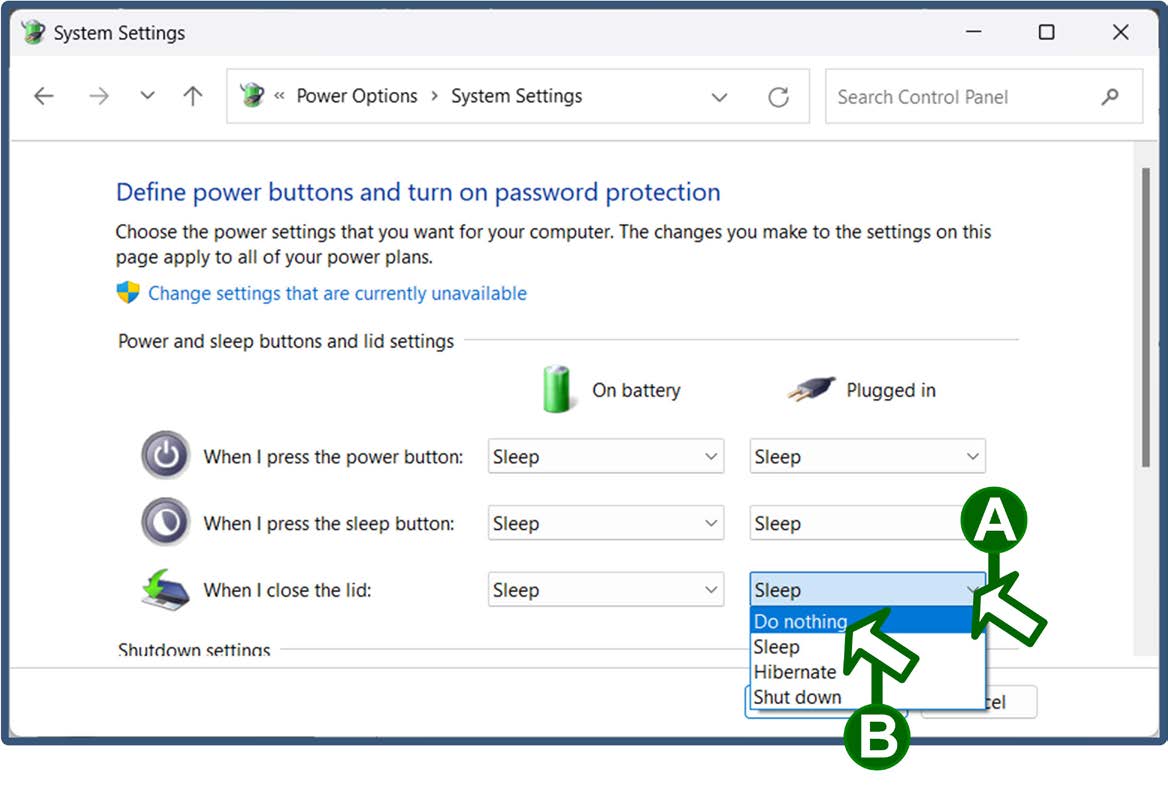 System Settings
« Power Options › System Settings
Search Control Panel
Define power buttons and turn on password protection
Choose the power settings that you want for your computer. The changes you make to the settings on this
page apply to all of your power plans.
Change settings that are currently unavailable
Power and sleep buttons and lid settings
On battery Plugged in
When I press the power button: Sleep Sleep
When I press the sleep button: Sleep Sleep
A
When I close the lid: Sleep Sleep
Do nothing
Sleep
Shutdown settings
Hibernate
Shut down
cel
B